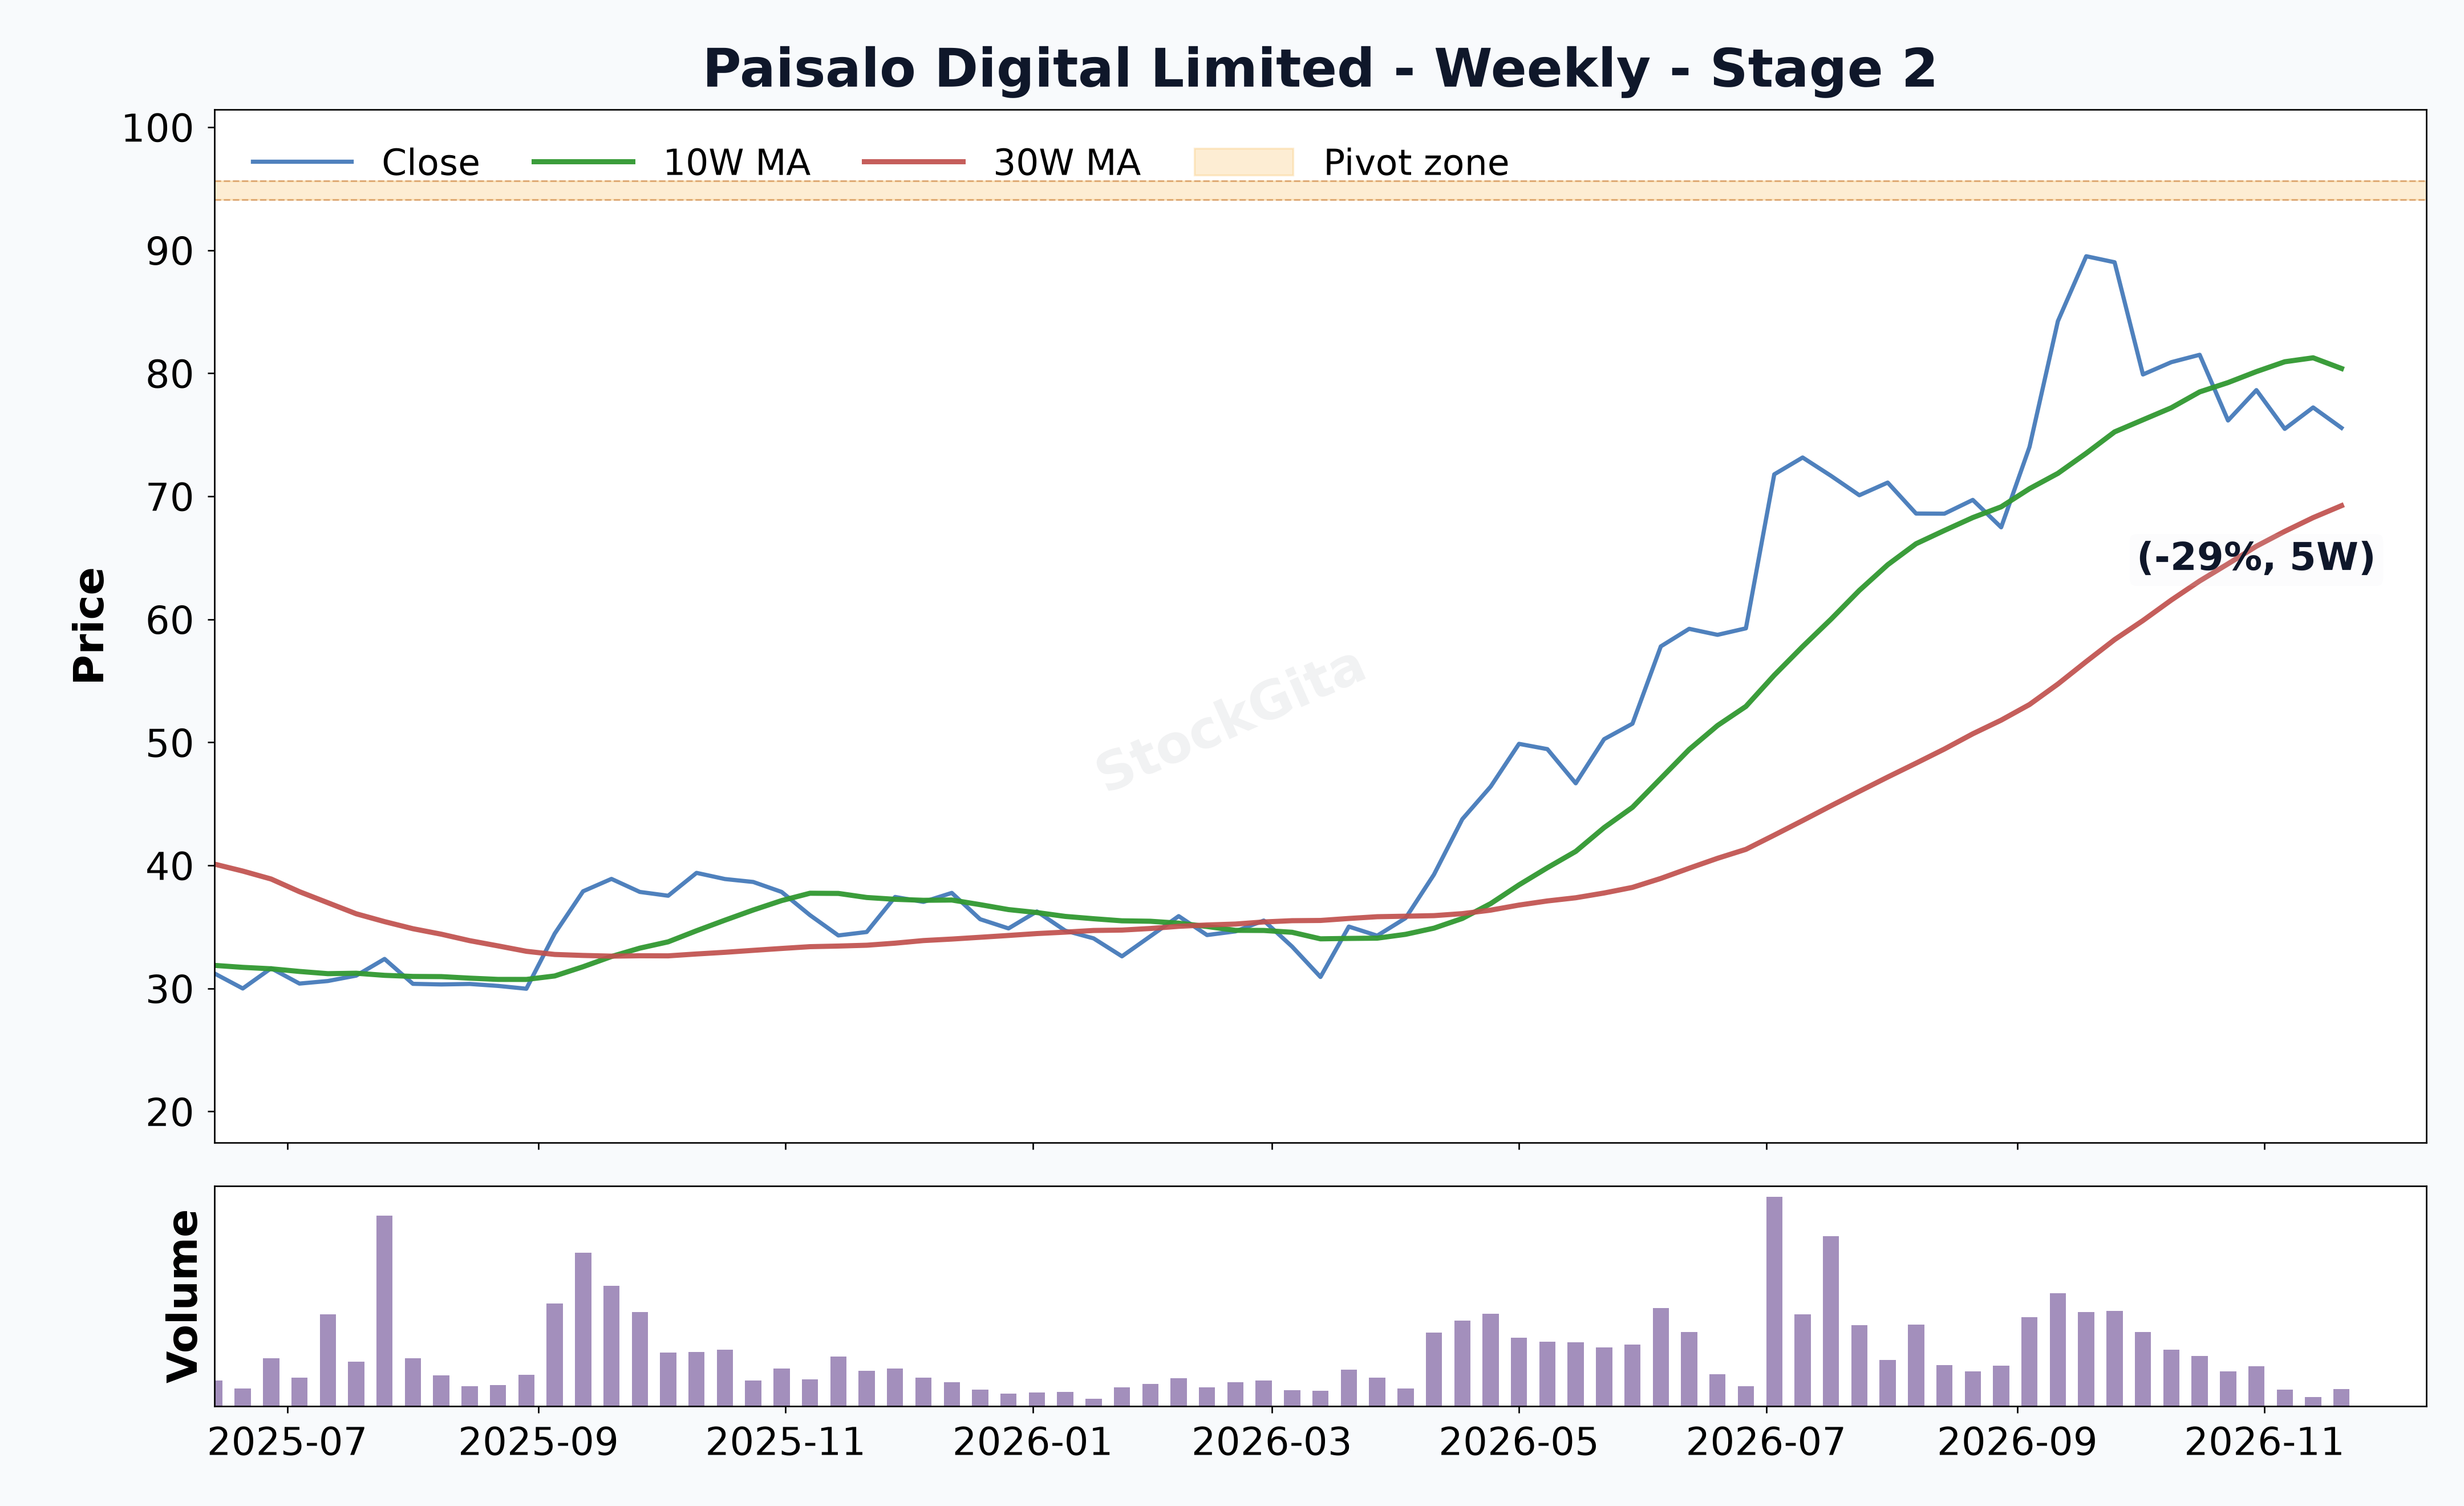 Paisalo Digital Limited - Weekly - Stage 2
Close 10W MA 30W MA Pivot zone
100
90
80
70
60
50
40
30
20
Price
(-29%, 5W)
StockGita
Volume
2025-07 2025-09 2025-11 2026-01 2026-03 2026-05 2026-07 2026-09 2026-11